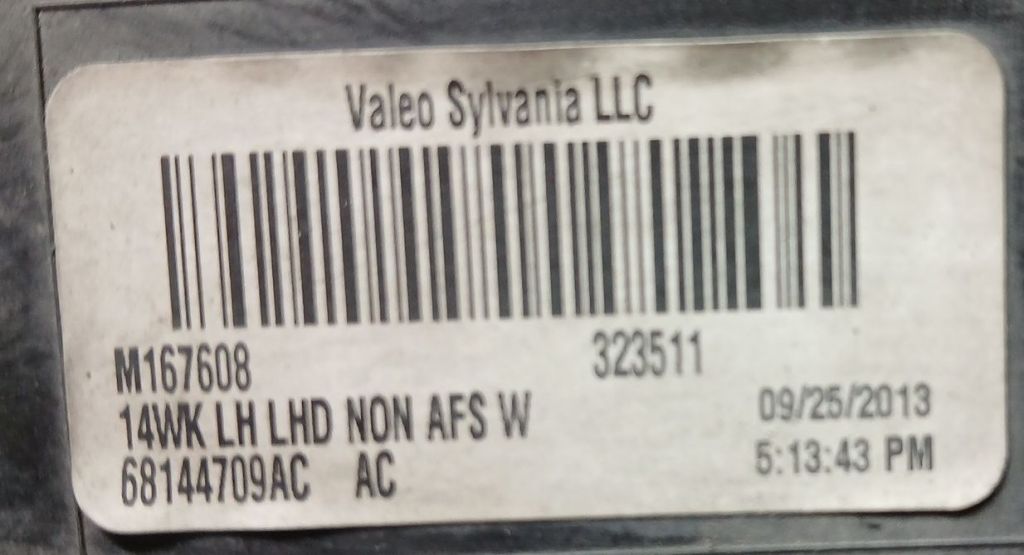 Valeo Sylvania LLC
M167608 323511
14WK LH LHD NON AFS W 09/25/2013
68144709AC AC 5:13:43 PM